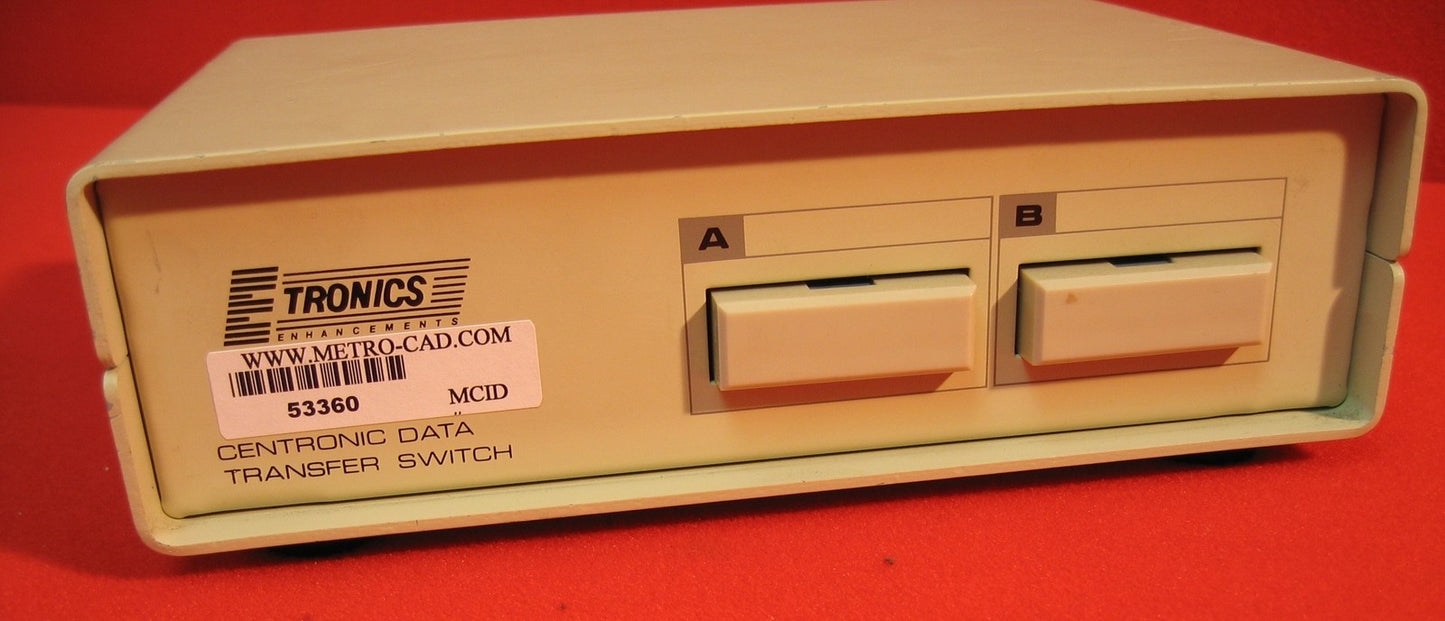 E TRONICS
ENHANCEMENTS
WWW.METRO-CAD.COM
53360
MCID
CENTRONIC DATA
TRANSFER SWITCH
A
B